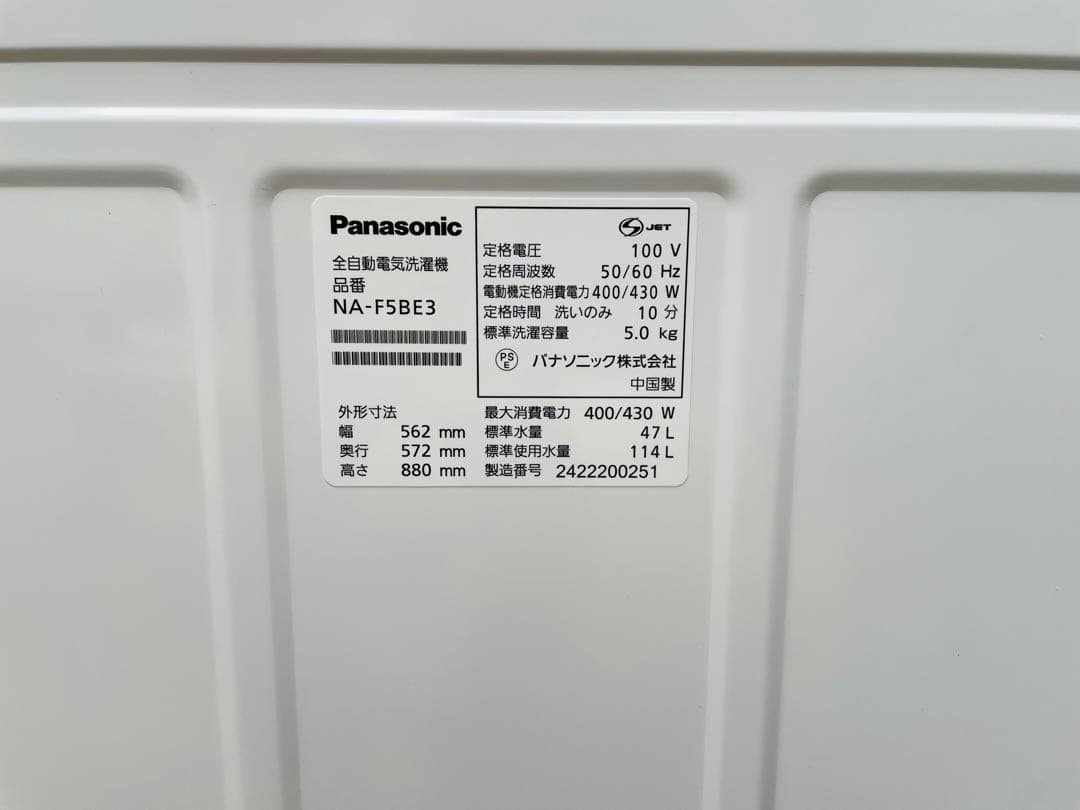 Panasonic
全自動電気洗濯機
品番
NA-F5BE3
S JET
定格電圧 100 V
定格周波数 50/60 Hz
電動機定格消費電力 400/430 W
定格時間 洗いのみ 10 分
標準洗濯容量 5.0 kg
PSE パナソニック株式会社
中国製
外形寸法
幅 562 mm
奥行 572 mm
高さ 880 mm
最大消費電力 400/430 W
標準水量 47 L
標準使用水量 114 L
製造番号 2422200251